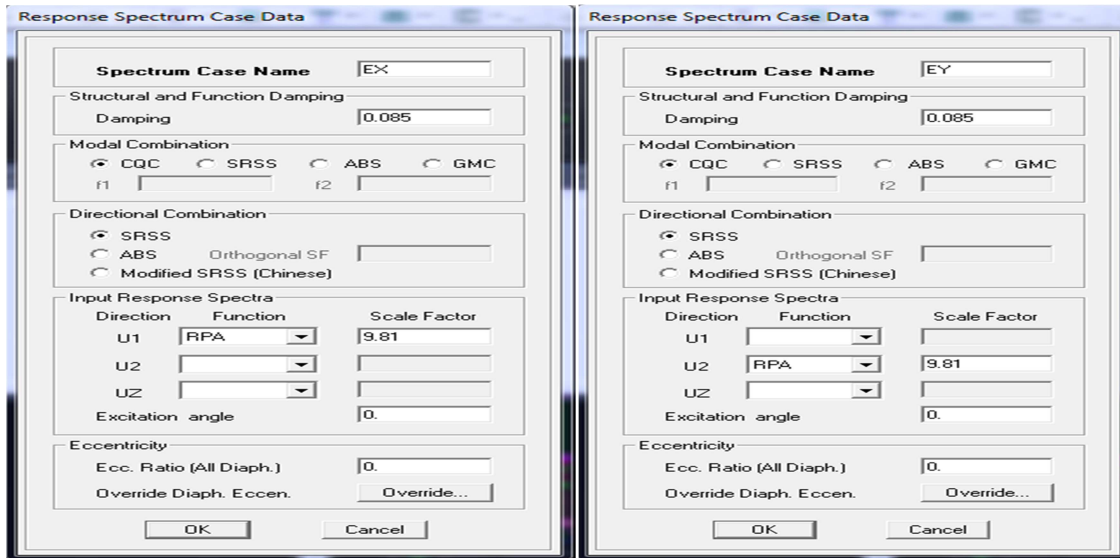 Response Spectrum Case Data
Spectrum Case Name EX
Structural and Function Damping
Damping 0.085
Modal Combination
CQC SRSS ABS GMC
f1 f2
Directional Combination
SRSS
ABS Orthogonal SF
Modified SRSS (Chinese)
Input Response Spectra
Direction Function Scale Factor
U1 RPA 9.81
U2
UZ
Excitation angle 0.
Eccentricity
Ecc. Ratio (All Diaph.) 0.
Override Diaph. Eccen. Override...
OK Cancel
Response Spectrum Case Data
Spectrum Case Name EY
Structural and Function Damping
Damping 0.085
Modal Combination
CQC SRSS ABS GMC
f1 f2
Directional Combination
SRSS
ABS Orthogonal SF
Modified SRSS (Chinese)
Input Response Spectra
Direction Function Scale Factor
U1
U2 RPA 9.81
UZ
Excitation angle 0.
Eccentricity
Ecc. Ratio (All Diaph.) 0.
Override Diaph. Eccen. Override...
OK Cancel